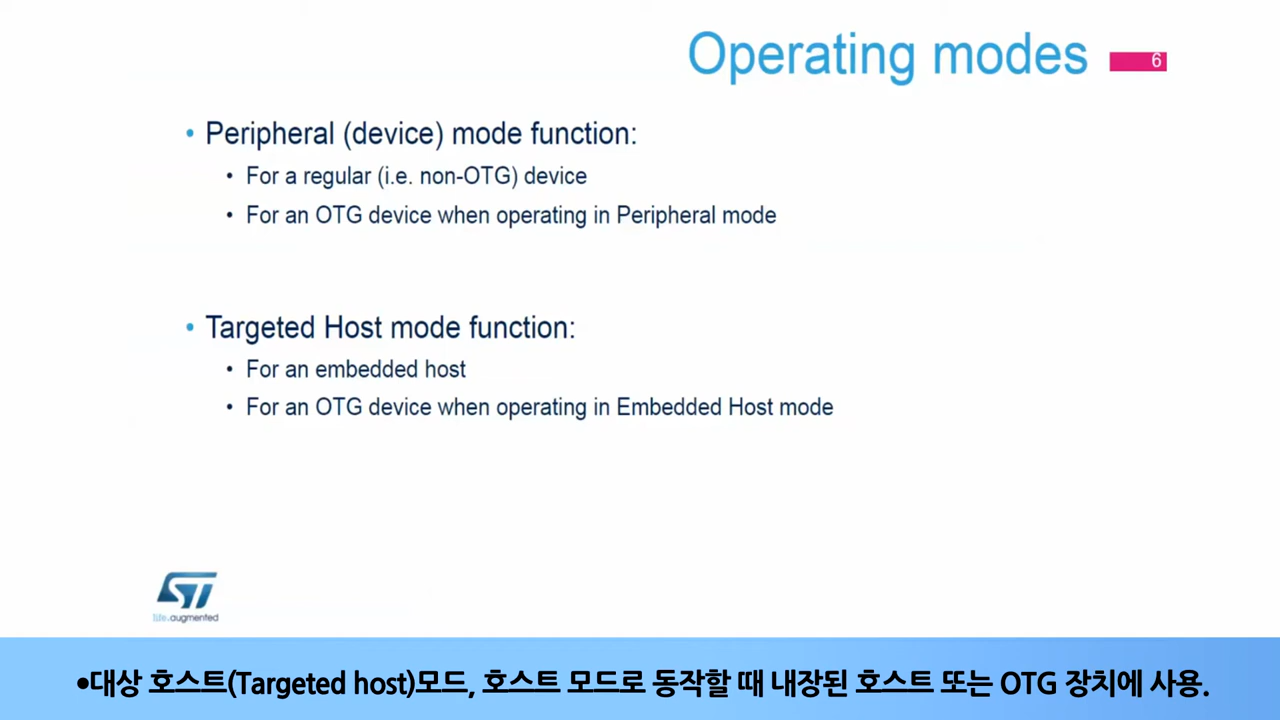 Operating modes
6
• Peripheral (device) mode function:
• For a regular (i.e. non-OTG) device
• For an OTG device when operating in Peripheral mode
• Targeted Host mode function:
• For an embedded host
• For an OTG device when operating in Embedded Host mode
ST
life.augmented
•대상 호스트(Targeted host)모드, 호스트 모드로 동작할 때 내장된 호스트 또는 OTG 장치에 사용.